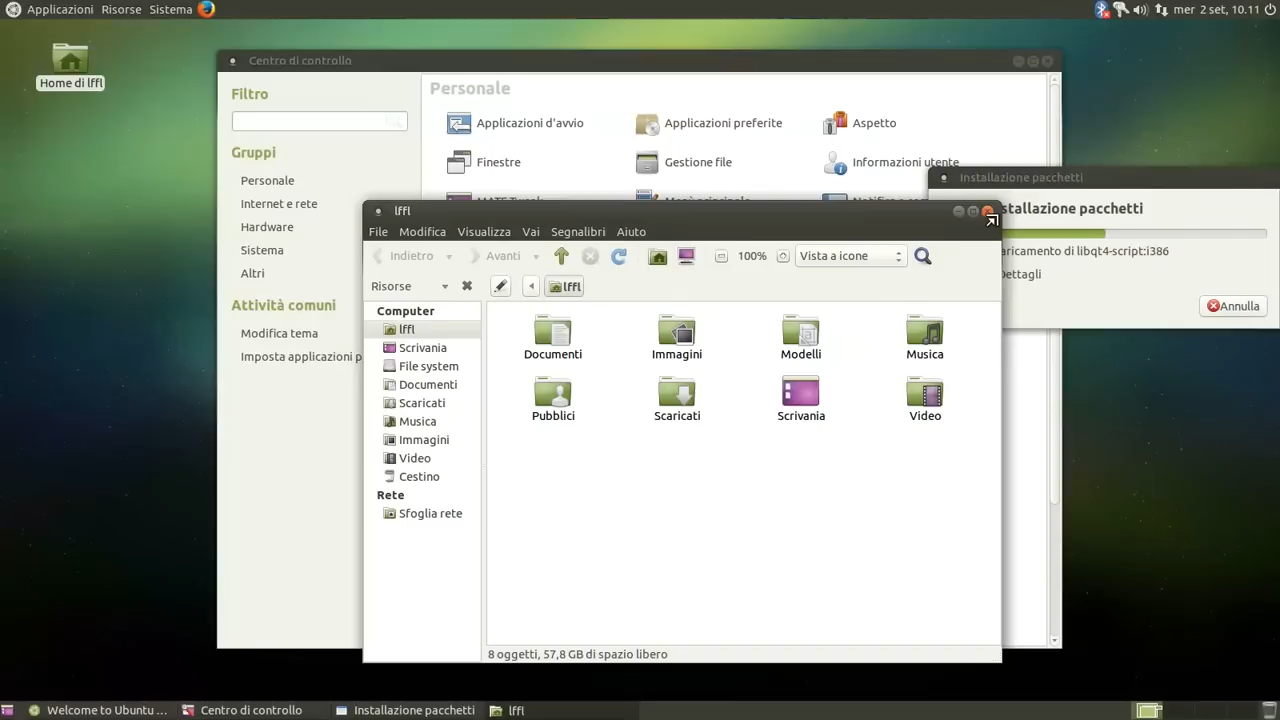 Applicazioni Risorse Sistema mer 2 set, 10.11
Home di lffl
Centro di controllo
Filtro
Gruppi
Personale
Internet e rete
Hardware
Sistema
Altri
Attività comuni
Modifica tema
Imposta applicazioni p
Personale
Applicazioni d'avvio Applicazioni preferite Aspetto
Finestre Gestione file Informazioni utente
MATE Tweak Menù principale
Installazione pacchetti
stallazione pacchetti
aricamento di libqt4-script:i386
Dettagli
Annulla
lffl
File Modifica Visualizza Vai Segnalibri Aiuto
Indietro Avanti 100% Vista a icone
Risorse lffl
Computer
lffl
Scrivania
File system
Documenti
Scaricati
Musica
Immagini
Video
Cestino
Rete
Sfoglia rete
Documenti Immagini Modelli Musica
Pubblici Scaricati Scrivania Video
8 oggetti, 57,8 GB di spazio libero
Welcome to Ubuntu ... Centro di controllo Installazione pacchetti lffl